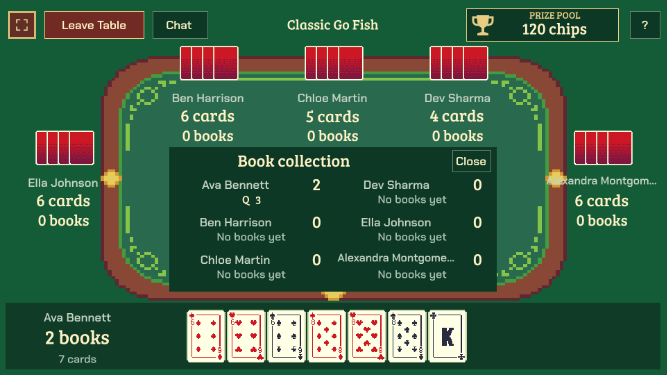 Leave Table
Chat
Classic Go Fish
PRIZE POOL
120 chips
?
Ben Harrison
6 cards
0 books
Chloe Martin
5 cards
0 books
Dev Sharma
4 cards
0 books
Ella Johnson
6 cards
0 books
Alexandra Montgom...
6 cards
0 books
Book collection
Close
Ava Bennett 2
Q 3
Dev Sharma 0
No books yet
Ben Harrison 0
No books yet
Ella Johnson 0
No books yet
Chloe Martin 0
No books yet
Alexandra Montgome... 0
No books yet
Ava Bennett
2 books
7 cards
K